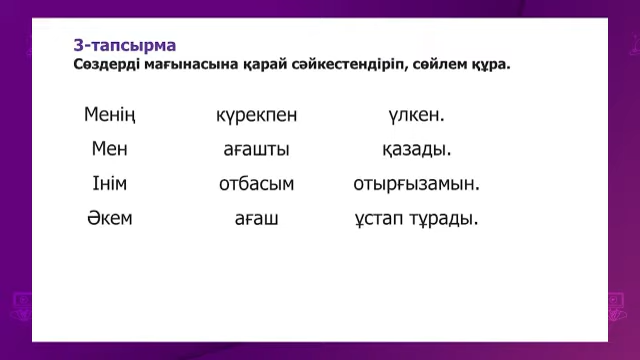 3-тапсырма
Сөздерді мағынасына қарай сәйкестендіріп, сөйлем құра.
Менің күрекпен үлкен.
Мен ағашты қазады.
Інім отбасым отырғызамын.
Әкем ағаш ұстап тұрады.